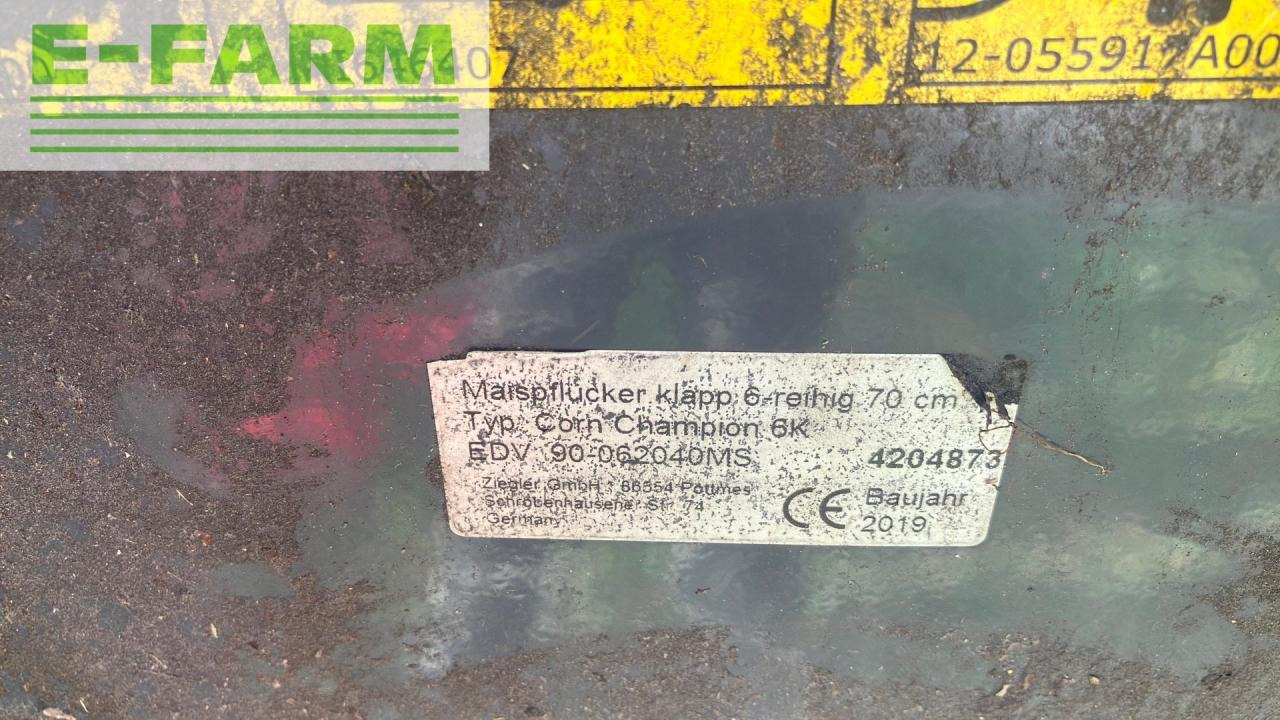 E-FARM
12-055917A00
Maispflücker klapp 6-reihig 70 cm
Typ: Corn Champion 6K
EDV 90-062040MS 4204873
Ziegler GmbH * 86554 Pöttmes
Schrobenhausener Str. 74
Germany
CE Baujahr
2019